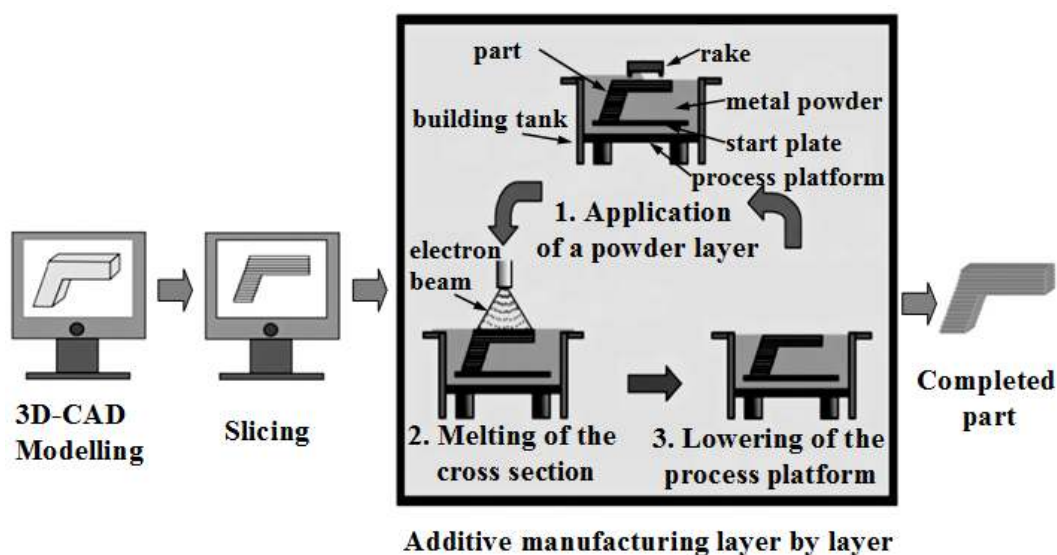 3D-CAD
Modelling
Slicing
part
rake
metal powder
building tank
start plate
process platform
1. Application
of a powder layer
electron
beam
2. Melting of the
cross section
3. Lowering of the
process platform
Completed
part
Additive manufacturing layer by layer